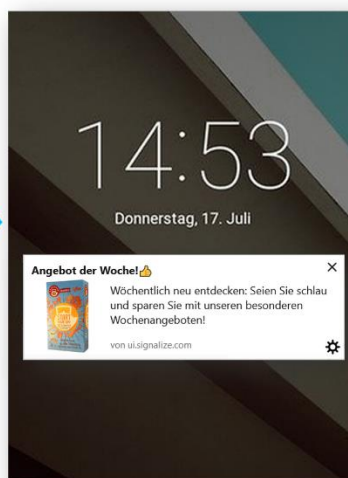 14:53
Donnerstag, 17. Juli
Angebot der Woche!👍
Wöchentlich neu entdecken: Seien Sie schlau
und sparen Sie mit unseren besonderen
Wochenangeboten!
von ui.signalize.com